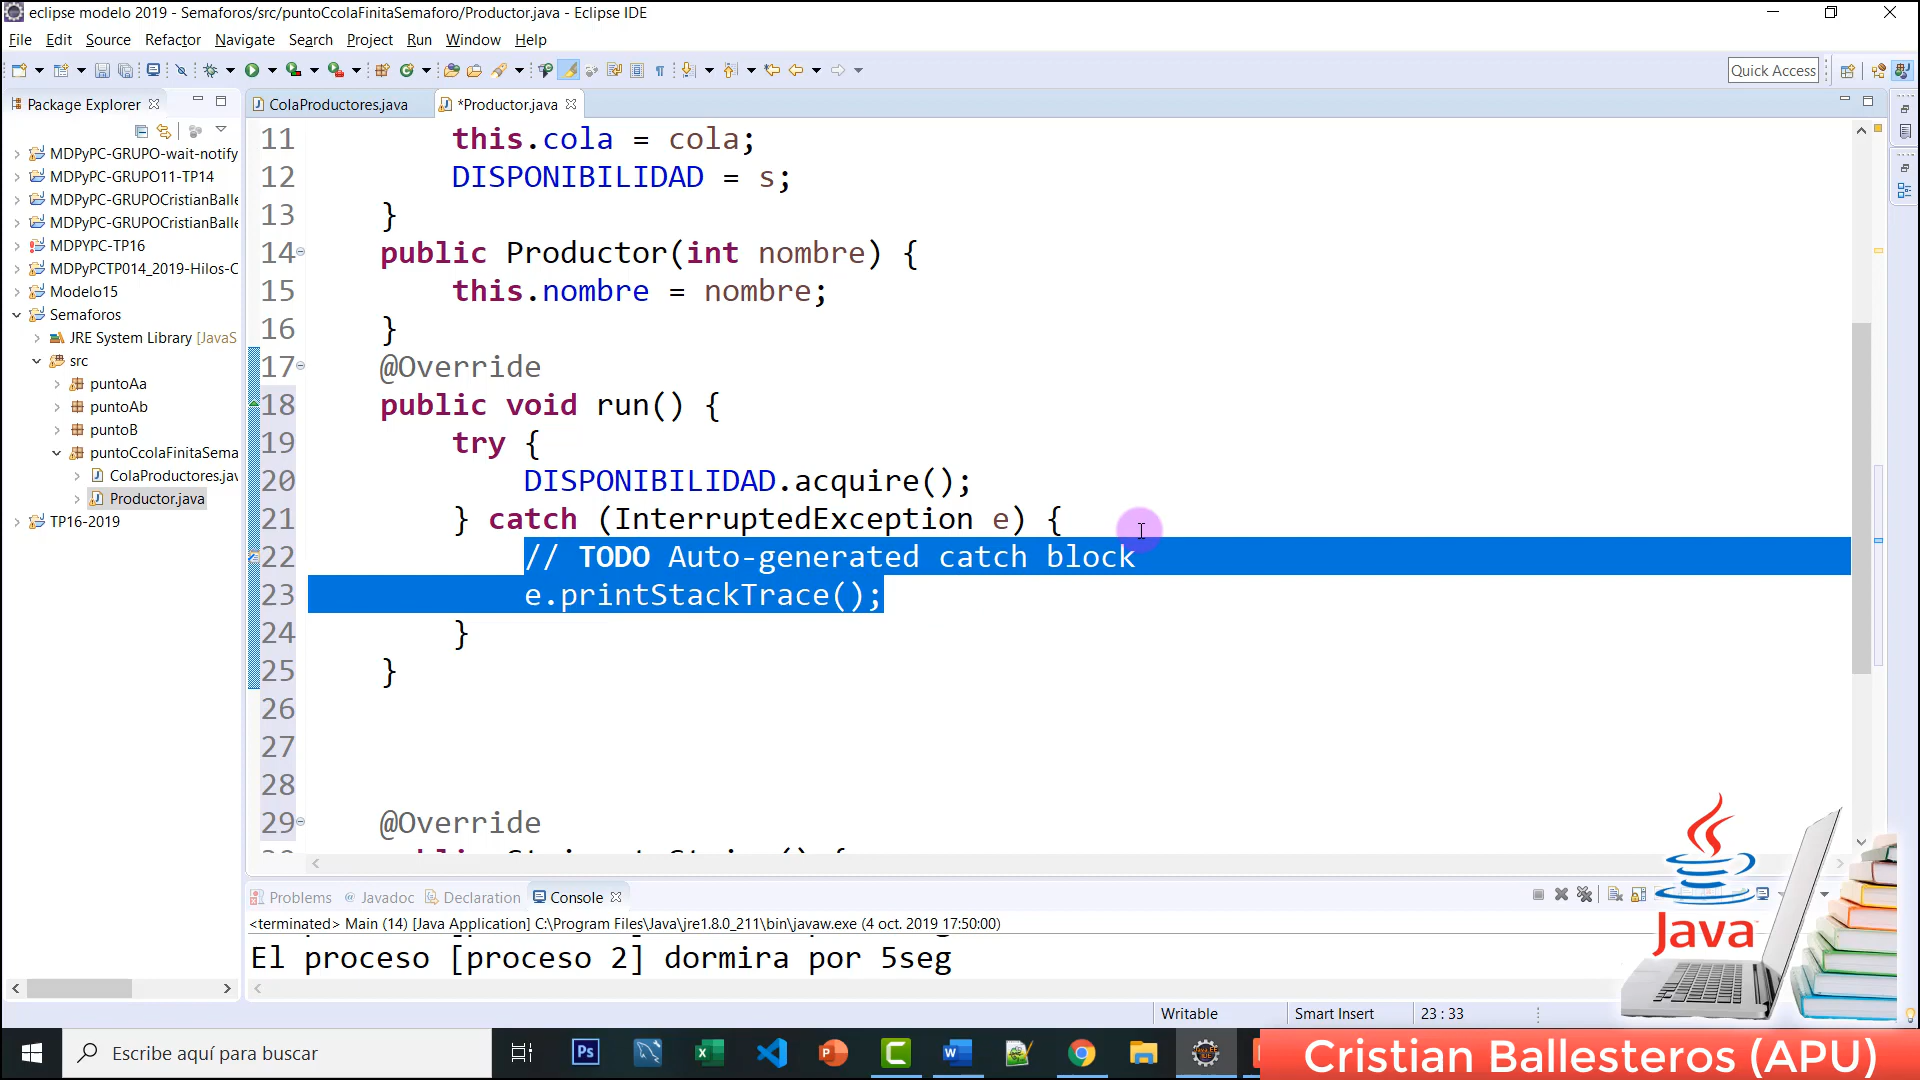 eclipse modelo 2019 - Semaforos/src/puntoCcolaFinitaSemaforo/Productor.java - Eclipse IDE
File Edit Source Refactor Navigate Search Project Run Window Help
Quick Access
Package Explorer
ColaProductores.java
*Productor.java
MDPyPC-GRUPO-wait-notify
MDPyPC-GRUPO11-TP14
MDPyPC-GRUPOCristianBalle
MDPyPC-GRUPOCristianBalle
MDPYPC-TP16
MDPyPCTP014_2019-Hilos-C
Modelo15
Semaforos
JRE System Library [JavaS
src
puntoAa
puntoAb
puntoB
puntoCcolaFinitaSema
ColaProductores.jav
Productor.java
TP16-2019
11 this.cola = cola;
12 DISPONIBILIDAD = s;
13 }
14 public Productor(int nombre) {
15 this.nombre = nombre;
16 }
17 @Override
18 public void run() {
19 try {
20 DISPONIBILIDAD.acquire();
21 } catch (InterruptedException e) {
22 // TODO Auto-generated catch block
23 e.printStackTrace();
24 }
25 }
26
27
28
29 @Override
Problems Javadoc Declaration Console
<terminated> Main (14) [Java Application] C:\Program Files\Java\jre1.8.0_211\bin\javaw.exe (4 oct. 2019 17:50:00)
El proceso [proceso 2] dormira por 5seg
Writable Smart Insert 23 : 33
Java
Escribe aquí para buscar
Cristian Ballesteros (APU)